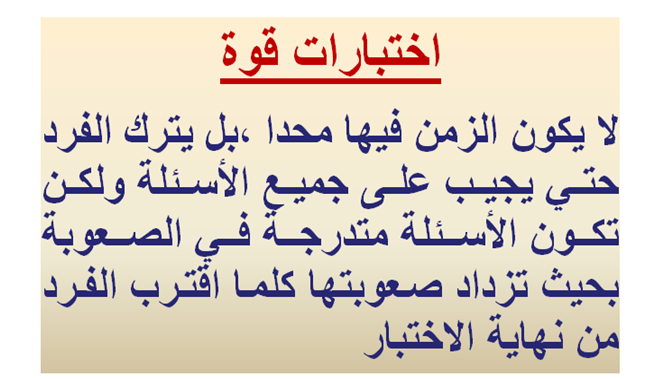 اختبارات قوة
لا يكون الزمن فيها محدا ،بل يترك الفرد
حتي يجيب على جميع الأسئلة ولكن
تكون الأسئلة متدرجة في الصعوبة
بحيث تزداد صعوبتها كلما اقترب الفرد
من نهاية الاختبار